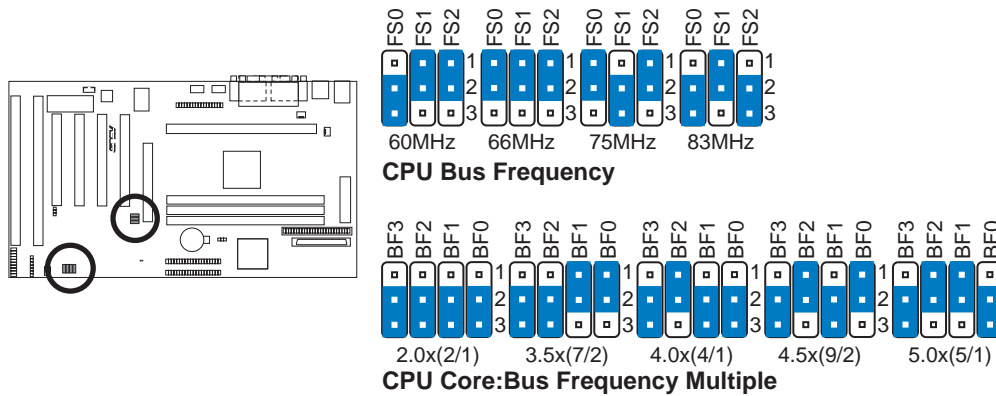 FS0 FS1 FS2 FS0 FS1 FS2 FS0 FS1 FS2 FS0 FS1 FS2
1 1 1 1
2 2 2 2
3 3 3 3
60MHz 66MHz 75MHz 83MHz
CPU Bus Frequency
BF3 BF2 BF1 BF0 BF3 BF2 BF1 BF0 BF3 BF2 BF1 BF0 BF3 BF2 BF1 BF0 BF3 BF2 BF1 BF0
1 1 1 1
2 2 2 2
3 3 3 3
2.0x(2/1) 3.5x(7/2) 4.0x(4/1) 4.5x(9/2) 5.0x(5/1)
CPU Core:Bus Frequency Multiple